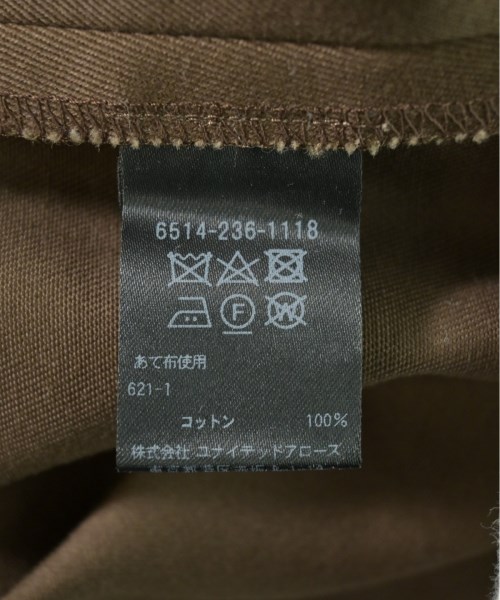 6514-236-1118
F
W
あて布使用
621-1
コットン 100%
株式会社 ユナイテッドアローズ